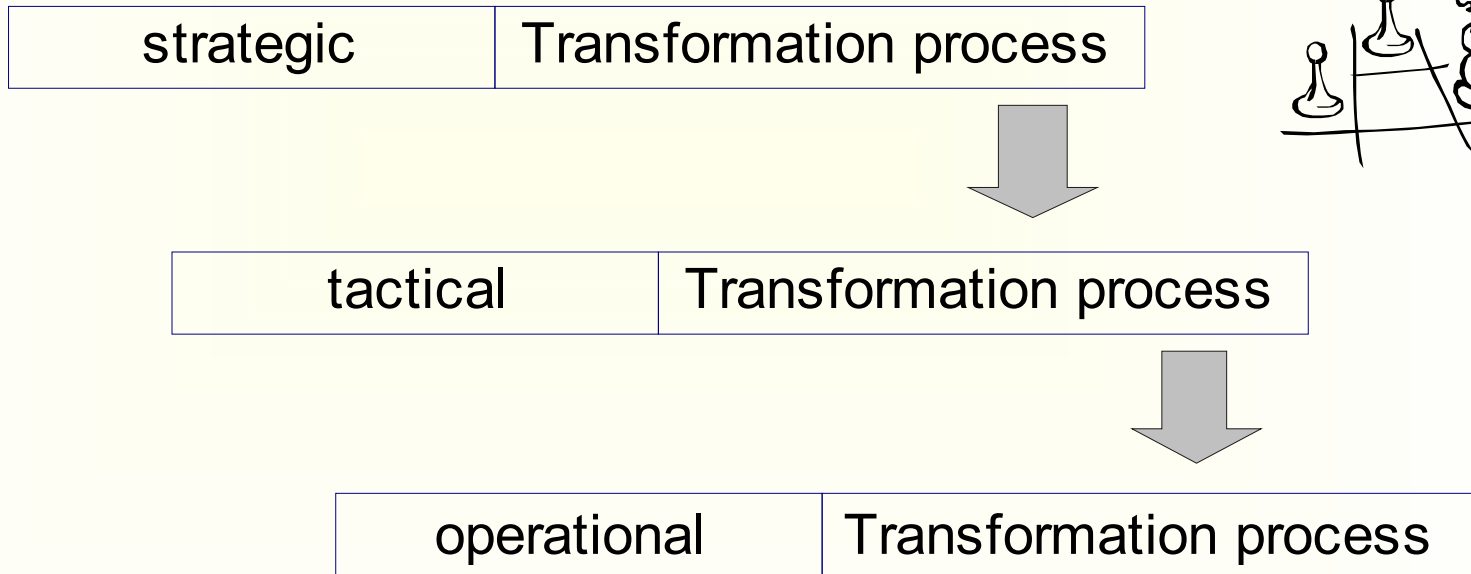 strategic Transformation process
tactical Transformation process
operational Transformation process